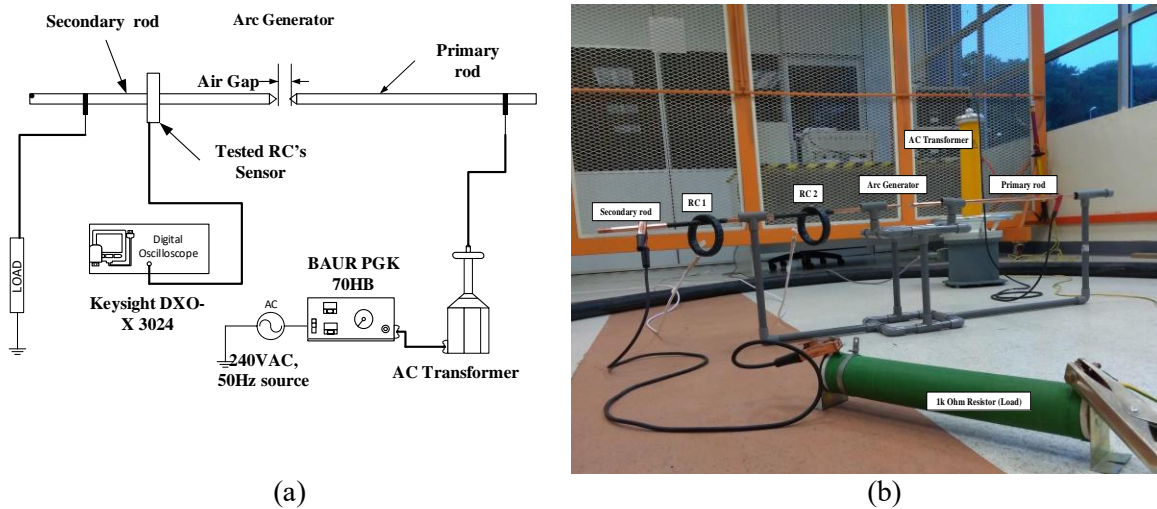 Secondary rod
Arc Generator
Primary
rod
Air Gap
Tested RC's
Sensor
LOAD
Digital
Oscilloscope
Keysight DXO-
X 3024
BAUR PGK
70HB
AC
240VAC,
50Hz source
AC Transformer
(a)
AC Transformer
RC 1
RC 2
Arc Generator
Primary rod
Secondary rod
1k Ohm Resistor (Load)
(b)